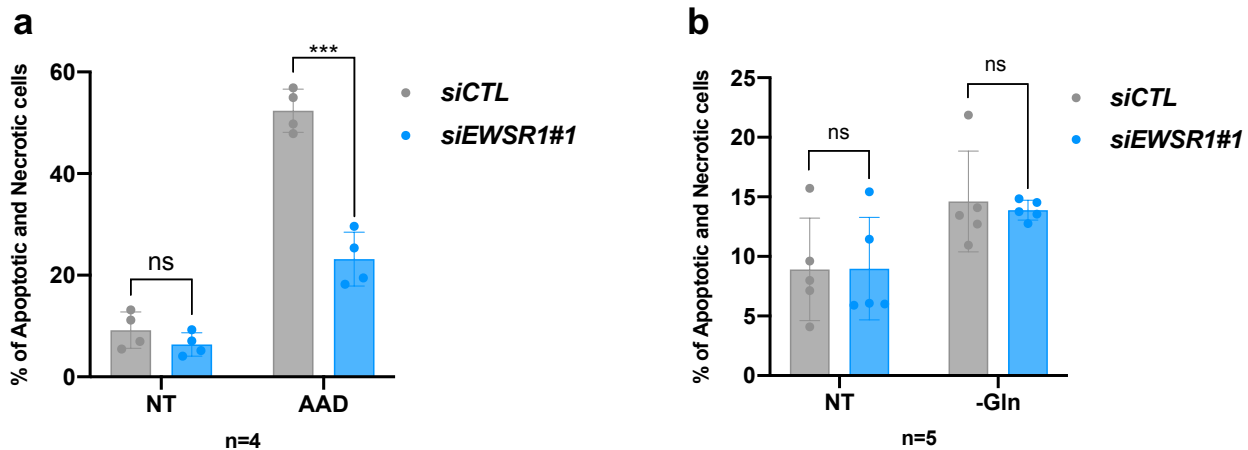 a
% of Apoptotic and Necrotic cells
60
40
20
0
ns
***
NT
AAD
n=4
siCTL
siEWSR1#1
b
% of Apoptotic and Necrotic cells
25
20
15
10
5
0
ns
ns
NT
-Gln
n=5
siCTL
siEWSR1#1